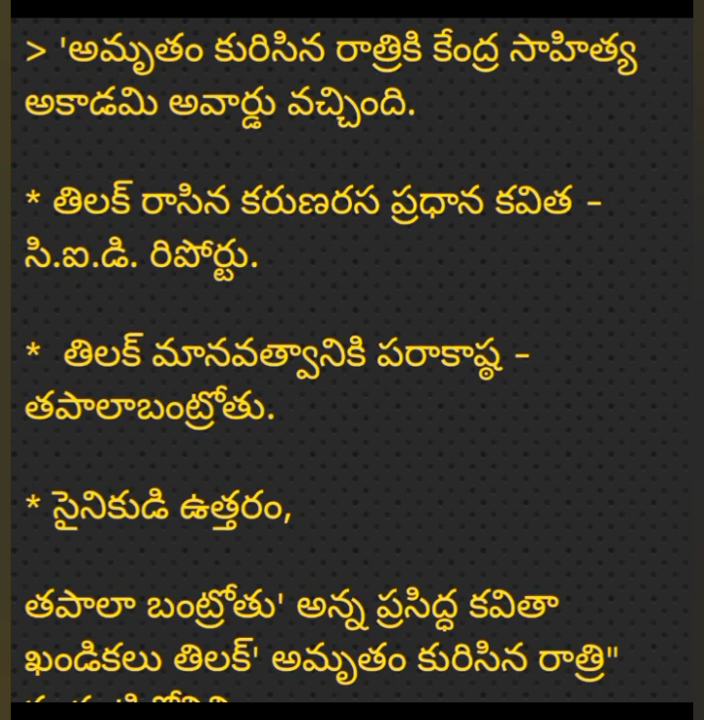 > 'అమృతం కురిసిన రాత్రికి కేంద్ర సాహిత్య
అకాడమి అవార్డు వచ్చింది.
* తిలక్ రాసిన కరుణరస ప్రధాన కవిత –
సి.ఐ.డి. రిపోర్టు.
* తిలక్ మానవత్వానికి పరాకాష్ఠ –
తపాలాబంట్రోతు.
* సైనికుడి ఉత్తరం,
తపాలా బంట్రోతు' అన్న ప్రసిద్ధ కవితా
ఖండికలు తిలక్' అమృతం కురిసిన రాత్రి"